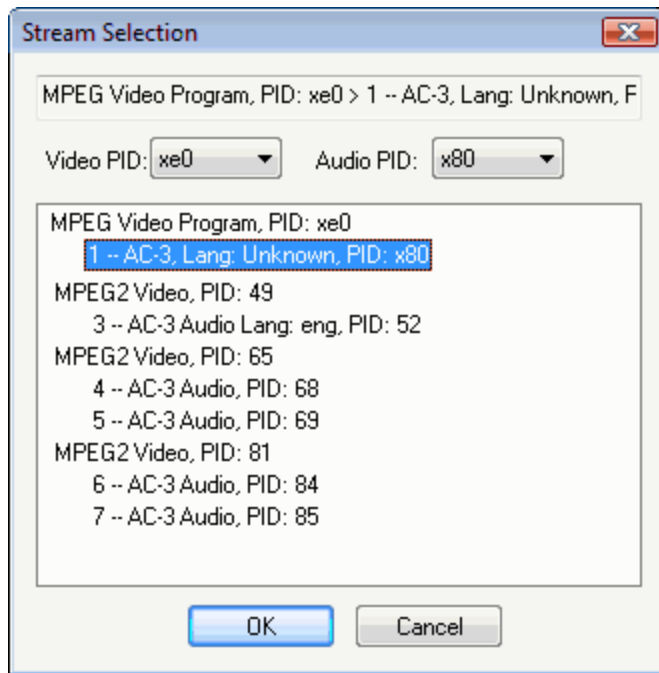 Stream Selection
MPEG Video Program, PID: xe0 > 1 -- AC-3, Lang: Unknown, F
Video PID: xe0 Audio PID: x80
MPEG Video Program, PID: xe0
1 -- AC-3, Lang: Unknown, PID: x80
MPEG2 Video, PID: 49
3 -- AC-3 Audio Lang: eng, PID: 52
MPEG2 Video, PID: 65
4 -- AC-3 Audio, PID: 68
5 -- AC-3 Audio, PID: 69
MPEG2 Video, PID: 81
6 -- AC-3 Audio, PID: 84
7 -- AC-3 Audio, PID: 85
OK Cancel